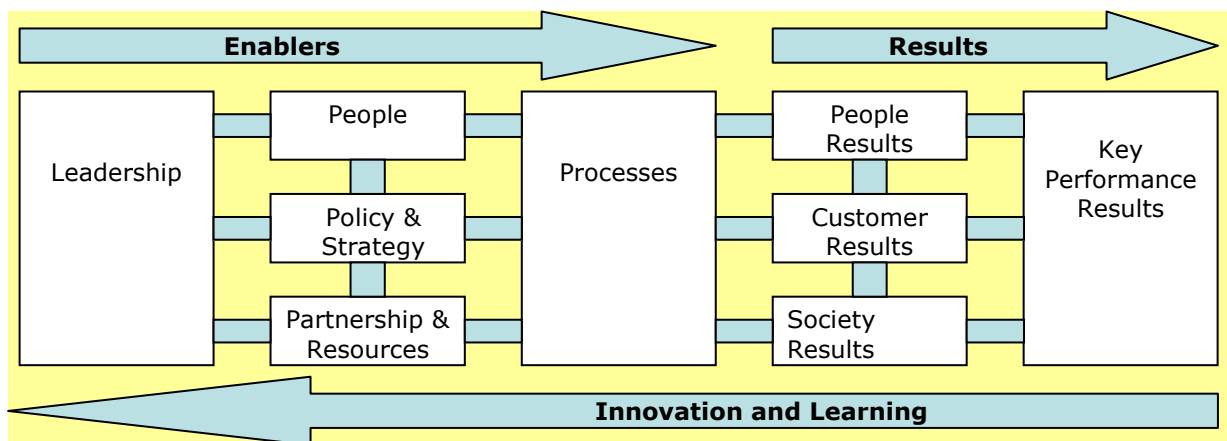 Enablers
Results
Leadership
People
Policy &
Strategy
Partnership &
Resources
Processes
People
Results
Customer
Results
Society
Results
Key
Performance
Results
Innovation and Learning